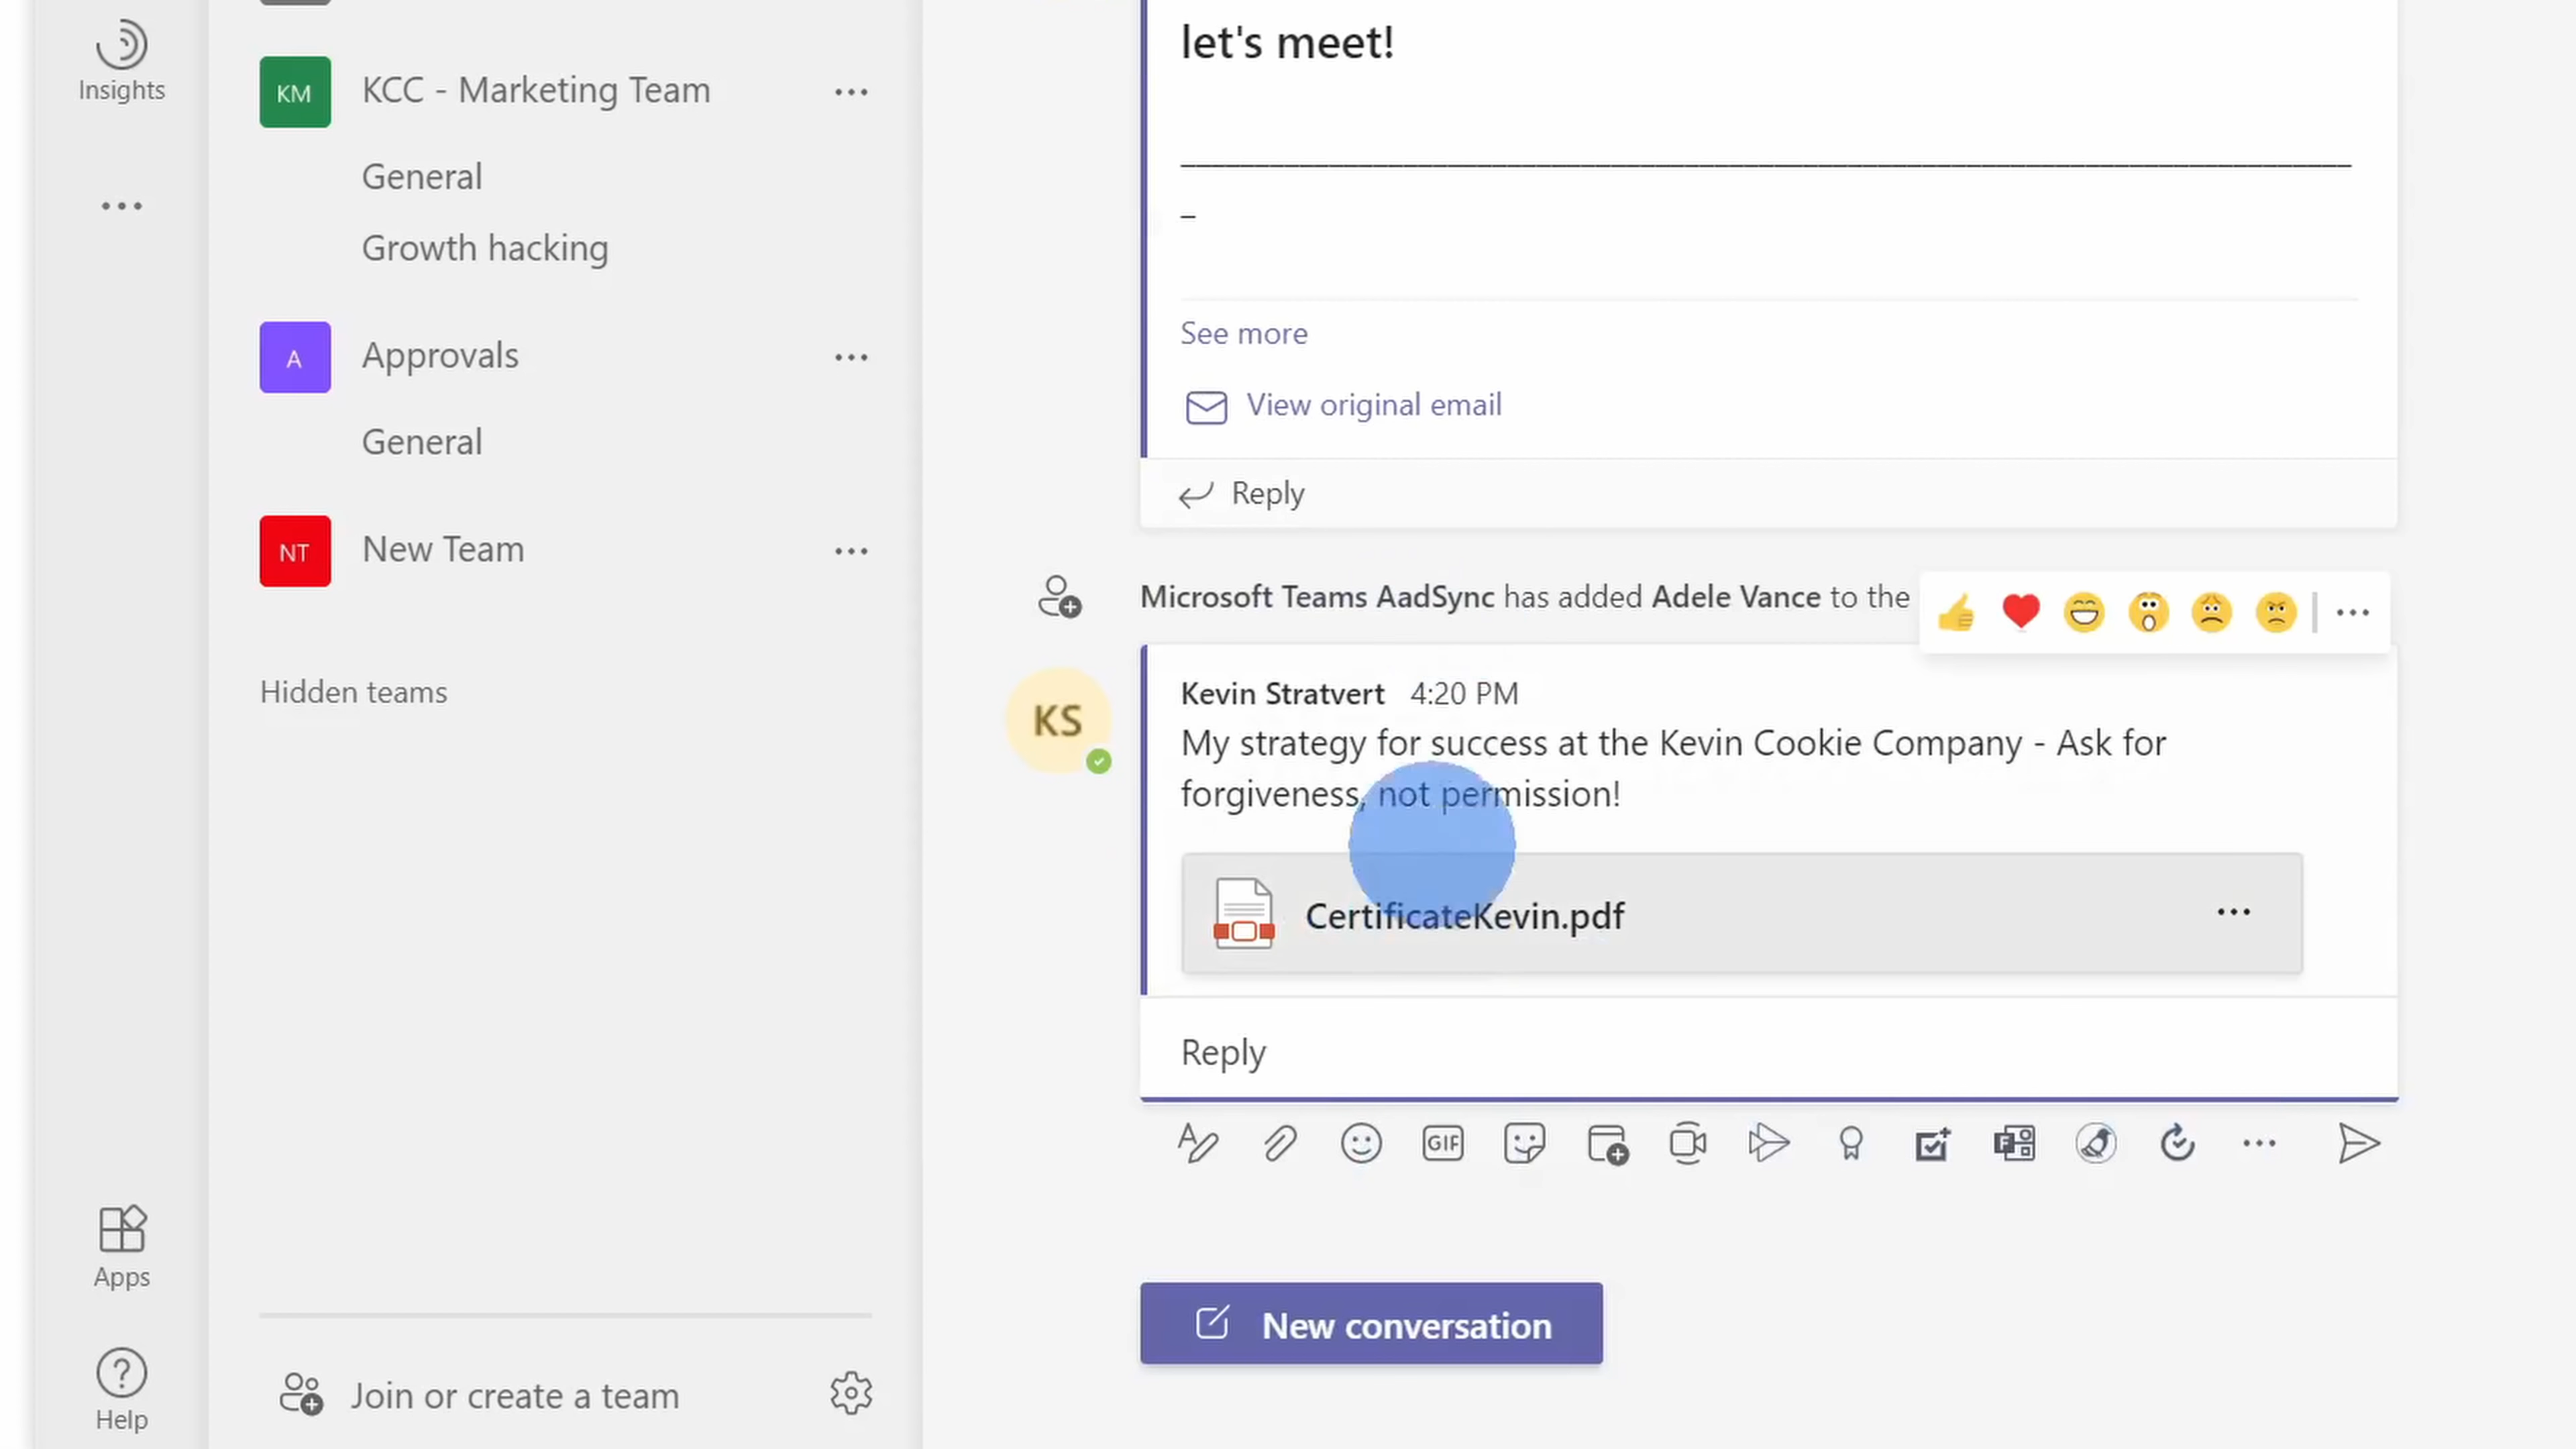 Insights
KM
KCC - Marketing Team
General
Growth hacking
A
Approvals
General
NT
New Team
Hidden teams
Apps
Help
Join or create a team
let's meet!
See more
View original email
Reply
Microsoft Teams AadSync has added Adele Vance to the
KS
Kevin Stratvert 4:20 PM
My strategy for success at the Kevin Cookie Company - Ask for
forgiveness, not permission!
CertificateKevin.pdf
Reply
GIF
New conversation